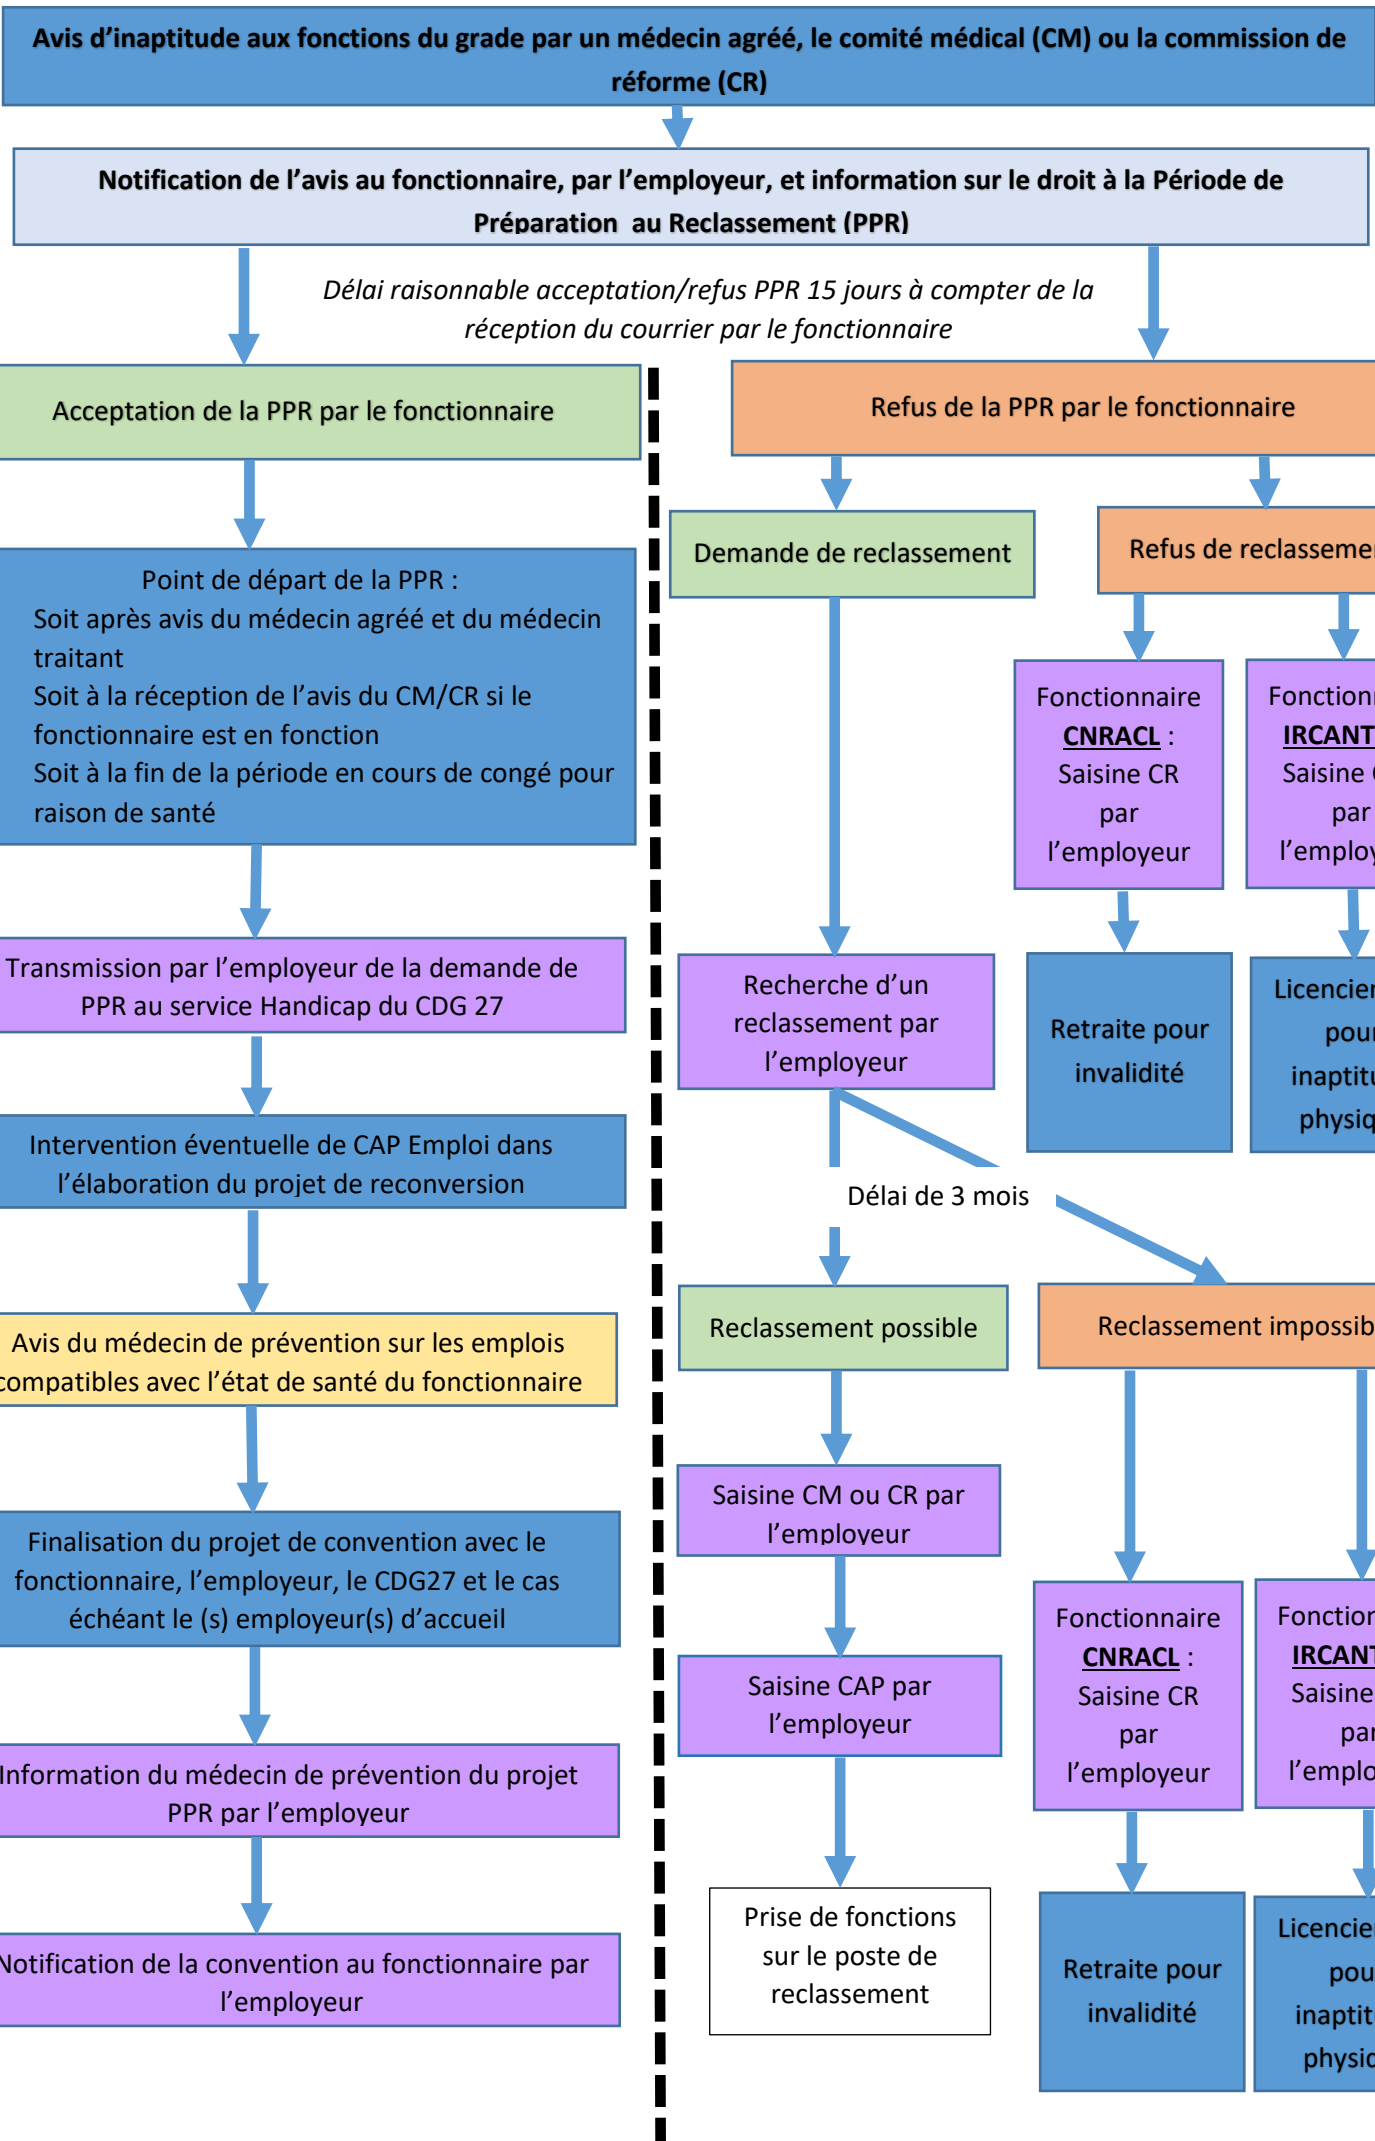 Avis d’inaptitude aux fonctions du grade par un médecin agréé, le comité médical (CM) ou la commission de
réforme (CR)
Notification de l’avis au fonctionnaire, par l’employeur, et information sur le droit à la Période de
Préparation au Reclassement (PPR)
Délai raisonnable acceptation/refus PPR 15 jours à compter de la
réception du courrier par le fonctionnaire
Acceptation de la PPR par le fonctionnaire
Point de départ de la PPR :
Soit après avis du médecin agréé et du médecin
traitant
Soit à la réception de l’avis du CM/CR si le
fonctionnaire est en fonction
Soit à la fin de la période en cours de congé pour
raison de santé
Transmission par l’employeur de la demande de
PPR au service Handicap du CDG 27
Intervention éventuelle de CAP Emploi dans
l’élaboration du projet de reconversion
Avis du médecin de prévention sur les emplois
compatibles avec l’état de santé du fonctionnaire
Finalisation du projet de convention avec le
fonctionnaire, l’employeur, le CDG27 et le cas
échéant le (s) employeur(s) d’accueil
Information du médecin de prévention du projet
PPR par l’employeur
Notification de la convention au fonctionnaire par
l’employeur
Refus de la PPR par le fonctionnaire
Demande de reclassement
Recherche d’un
reclassement par
l’employeur
Délai de 3 mois
Reclassement possible
Saisine CM ou CR par
l’employeur
Saisine CAP par
l’employeur
Prise de fonctions
sur le poste de
reclassement
Refus de
Fonctionnaire
CNRACL :
Saisine CR
par
l’employeur
Retraite pour
invalidité
Saisine
par
pour
Reclassement
Fonctionnaire
CNRACL :
Saisine CR
par
l’employeur
Retraite pour
invalidité
Saisine